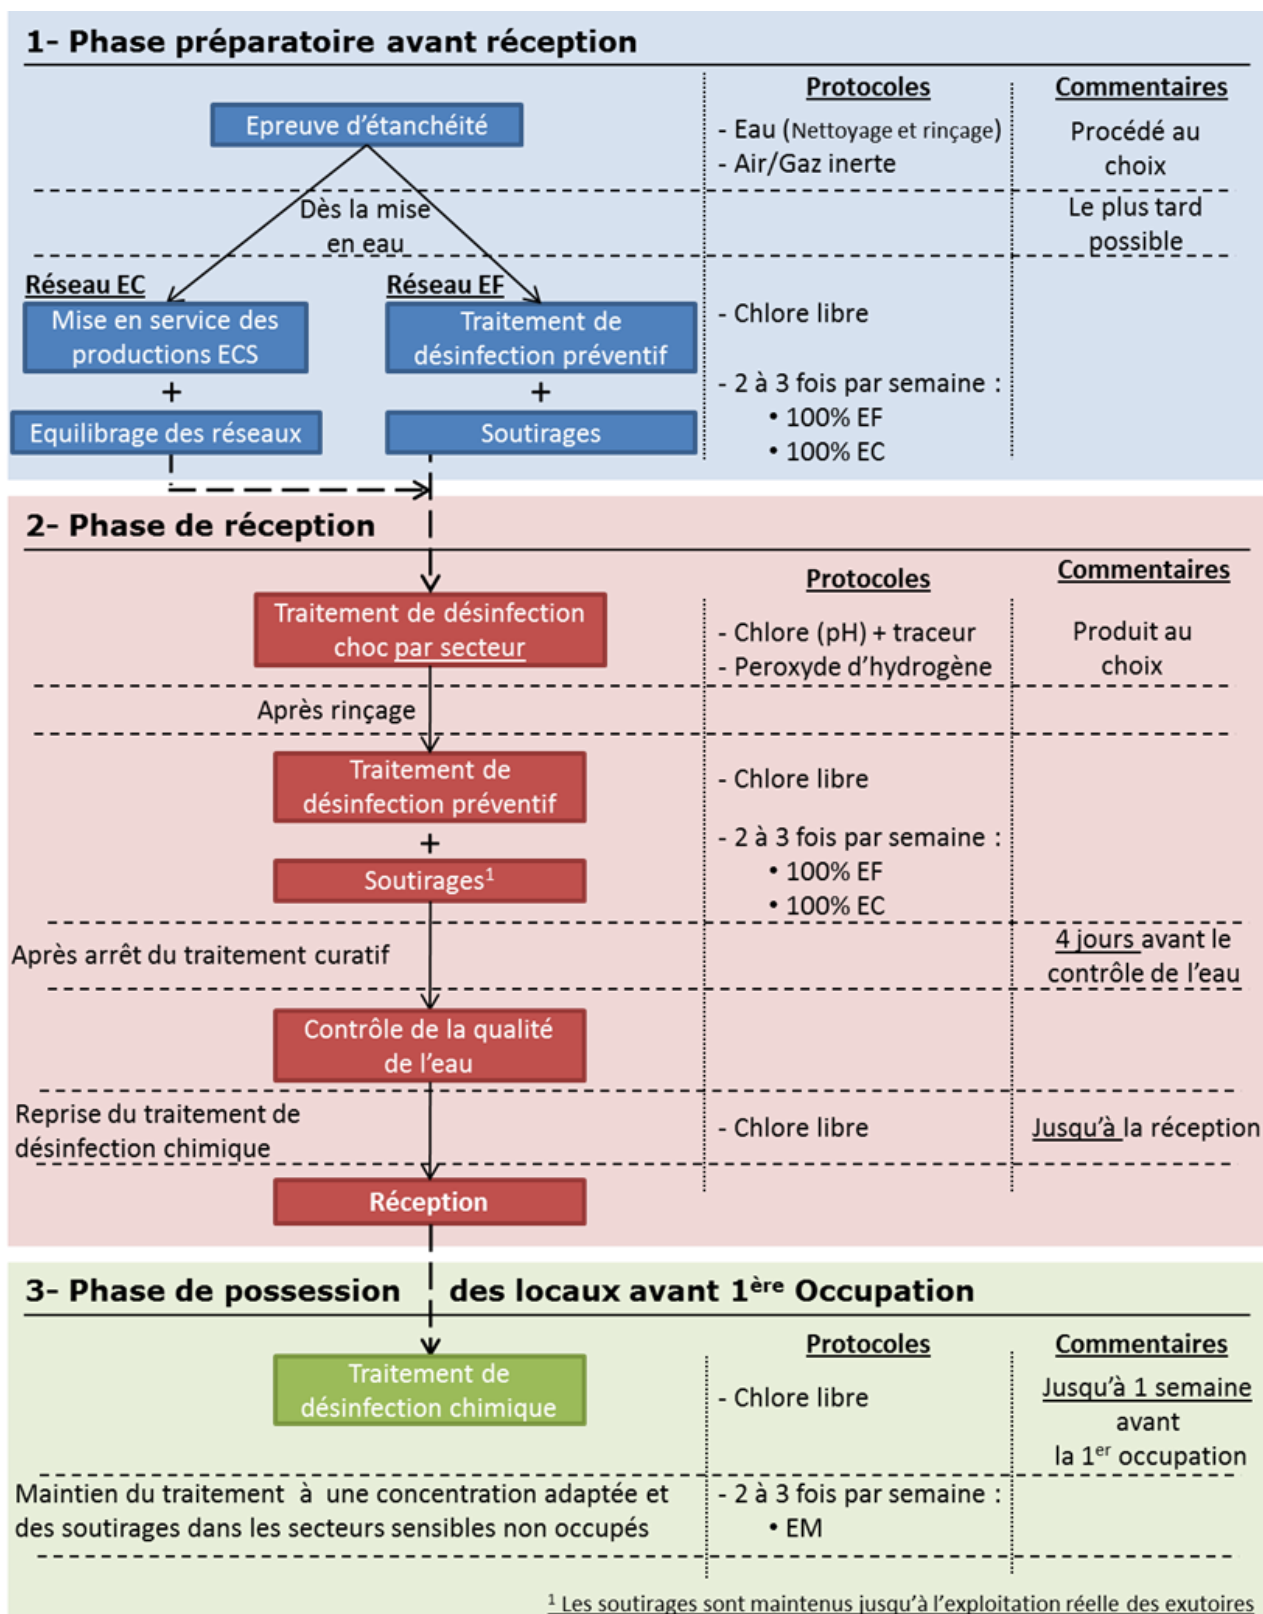 1- Phase préparatoire avant réception
Protocoles
Commentaires
Epreuve d'étanchéité
- Eau (Nettoyage et rinçage)
- Air/Gaz inerte
Procédé au
choix
Dès la mise
en eau
Le plus tard
possible
Réseau EC
Réseau EF
Mise en service des
productions ECS
Traitement de
désinfection préventif
- Chlore libre
+
+
- 2 à 3 fois par semaine :
• 100% EF
• 100% EC
Equilibrage des réseaux
Soutirages
2- Phase de réception
Protocoles
Commentaires
Traitement de désinfection
choc par secteur
- Chlore (pH) + traceur
- Peroxyde d'hydrogène
Produit au
choix
Après rinçage
Traitement de
désinfection préventif
- Chlore libre
+
- 2 à 3 fois par semaine :
• 100% EF
• 100% EC
Soutirages¹
Après arrêt du traitement curatif
4 jours avant le
contrôle de l'eau
Contrôle de la qualité
de l'eau
Reprise du traitement de
désinfection chimique
- Chlore libre
Jusqu'à la réception
Réception
3- Phase de possession des locaux avant 1ère Occupation
Protocoles
Commentaires
Traitement de
désinfection chimique
- Chlore libre
Jusqu'à 1 semaine
avant
la 1er occupation
Maintien du traitement à une concentration adaptée et
des soutirages dans les secteurs sensibles non occupés
- 2 à 3 fois par semaine :
• EM
¹ Les soutirages sont maintenus jusqu'à l'exploitation réelle des exutoires